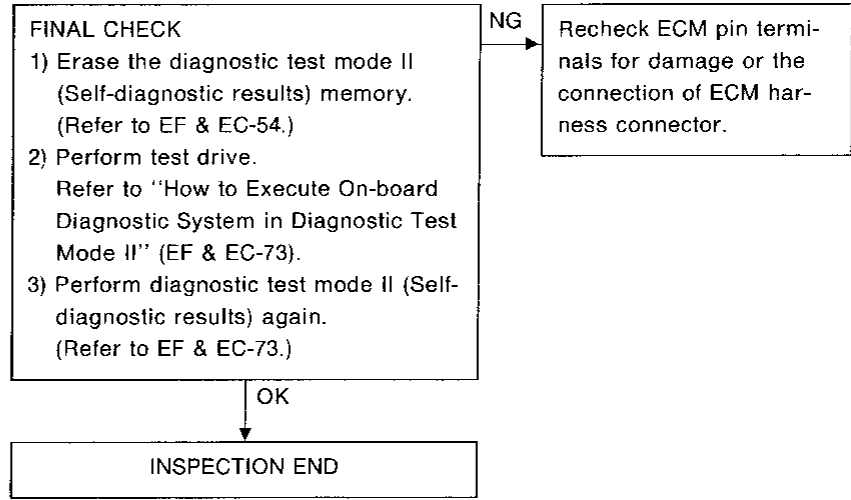 FINAL CHECK
1) Erase the diagnostic test mode II
(Self-diagnostic results) memory.
(Refer to EF & EC-54.)
2) Perform test drive.
Refer to ‘‘How to Execute On-board
Diagnostic System in Diagnostic Test
Mode II’’ (EF & EC-73).
3) Perform diagnostic test mode II (Self-
diagnostic results) again.
(Refer to EF & EC-73.)
NG
Recheck ECM pin termi-
nals for damage or the
connection of ECM har-
ness connector.
OK
INSPECTION END